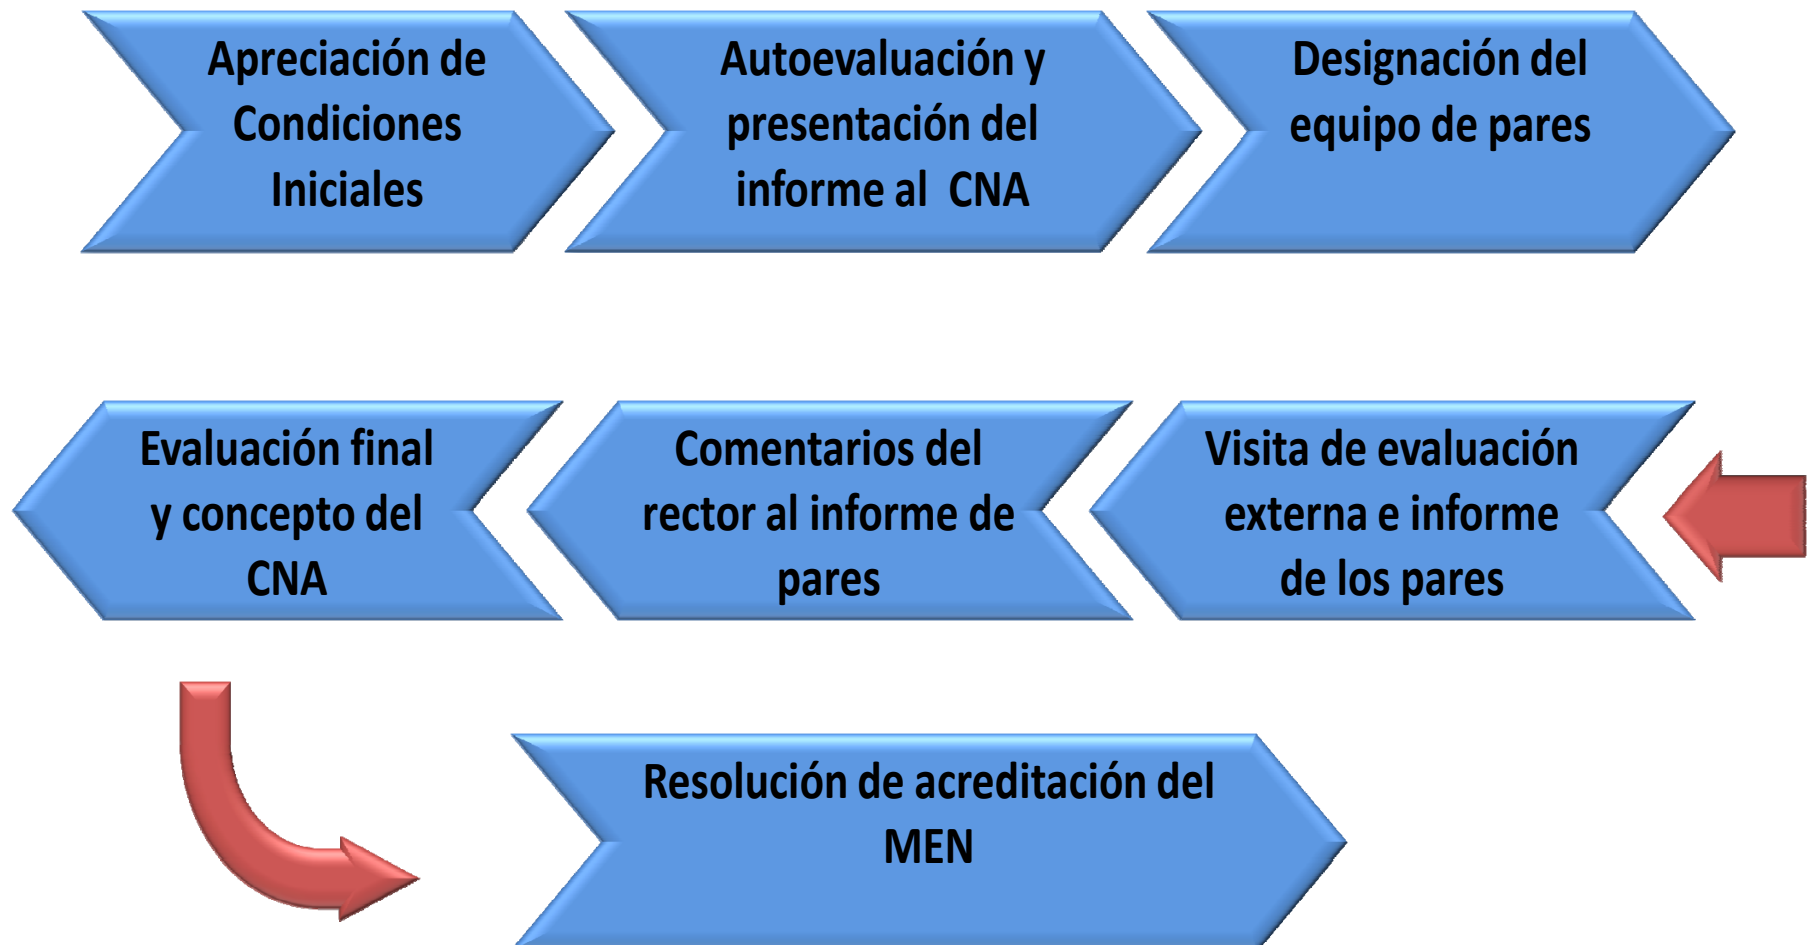 Apreciación de
Condiciones
Iniciales
Autoevaluación y
presentación del
informe al CNA
Designación del
equipo de pares
Visita de evaluación
externa e informe
de los pares
Comentarios del
rector al informe de
pares
Evaluación final
y concepto del
CNA
Resolución de acreditación del
MEN